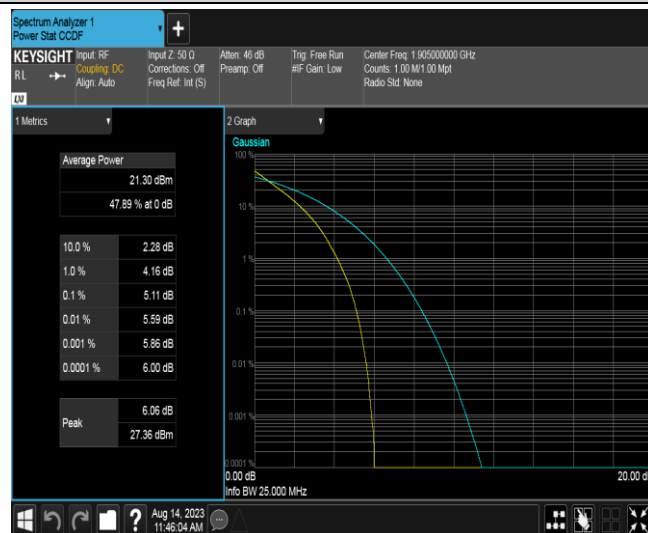 Spectrum Analyzer 1
Power Stat CCDF
+
KEYSIGHT
RL
LXI
Input: RF
Coupling: DC
Align: Auto
Input Z: 50 Ω
Corrections: Off
Freq Ref: Int (S)
Atten: 46 dB
Preamp: Off
Trig: Free Run
#IF Gain: Low
Center Freq: 1.905000000 GHz
Counts: 1.00 M/1.00 Mpt
Radio Std: None
1 Metrics
Average Power
21.30 dBm
47.89 % at 0 dB
10.0 % 2.28 dB
1.0 % 4.16 dB
0.1 % 5.11 dB
0.01 % 5.59 dB
0.001 % 5.86 dB
0.0001 % 6.00 dB
Peak
6.06 dB
27.36 dBm
2 Graph
Gaussian
100 %
10 %
1 %
0.1 %
0.01 %
0.001 %
0.0001 %
0.00 dB
20.00 d
Info BW 25.000 MHz
?
Aug 14, 2023
11:46:04 AM